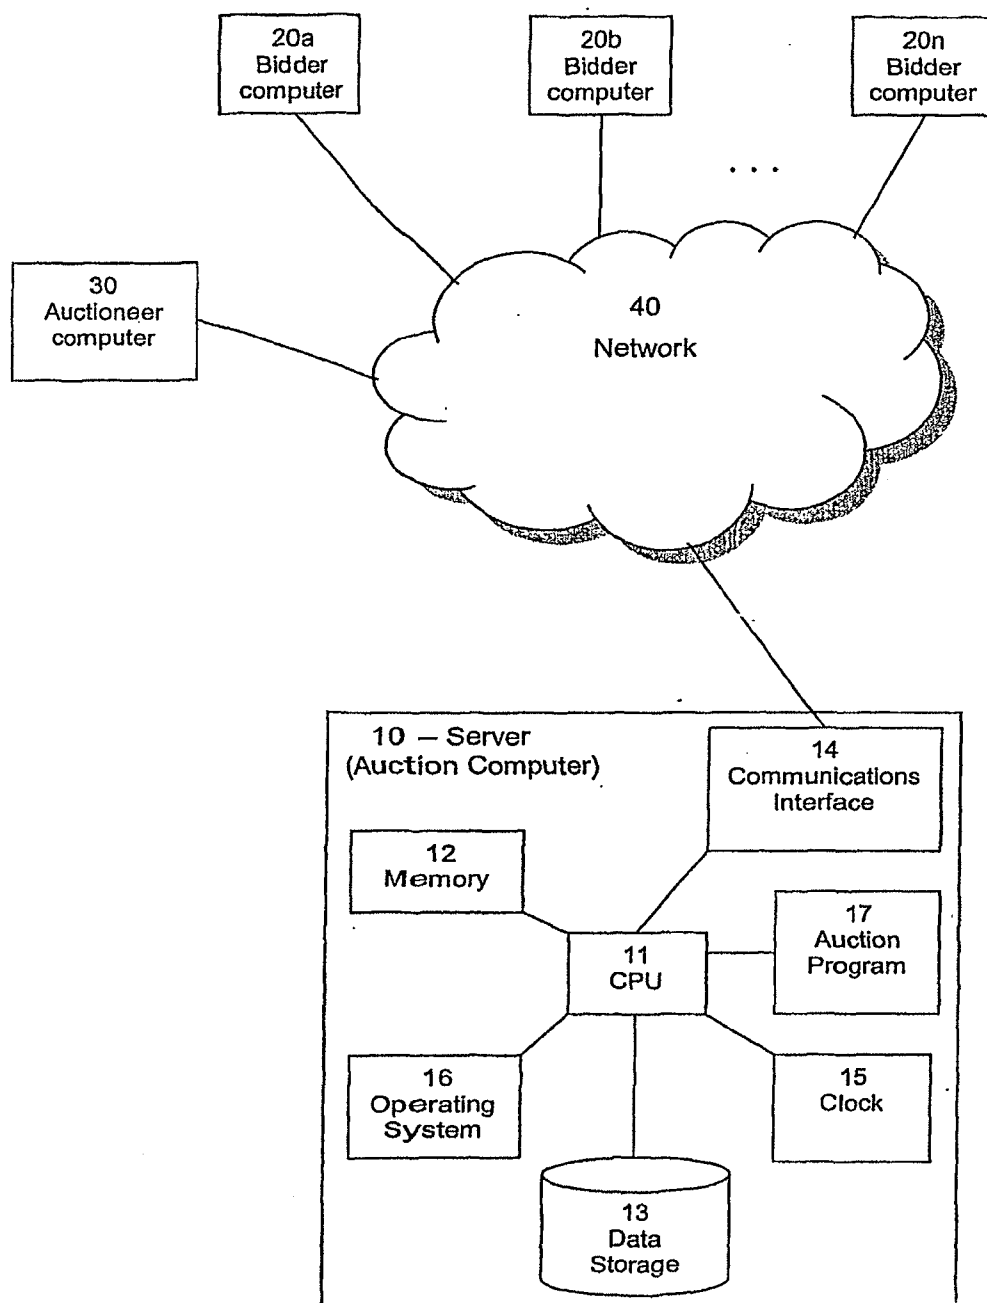 20a
Bidder
computer
20b
Bidder
computer
20n
Bidder
computer
. . .
30
Auctioneer
computer
40
Network
10 – Server
(Auction Computer)
14
Communications
Interface
12
Memory
17
Auction
Program
11
CPU
16
Operating
System
15
Clock
13
Data
Storage